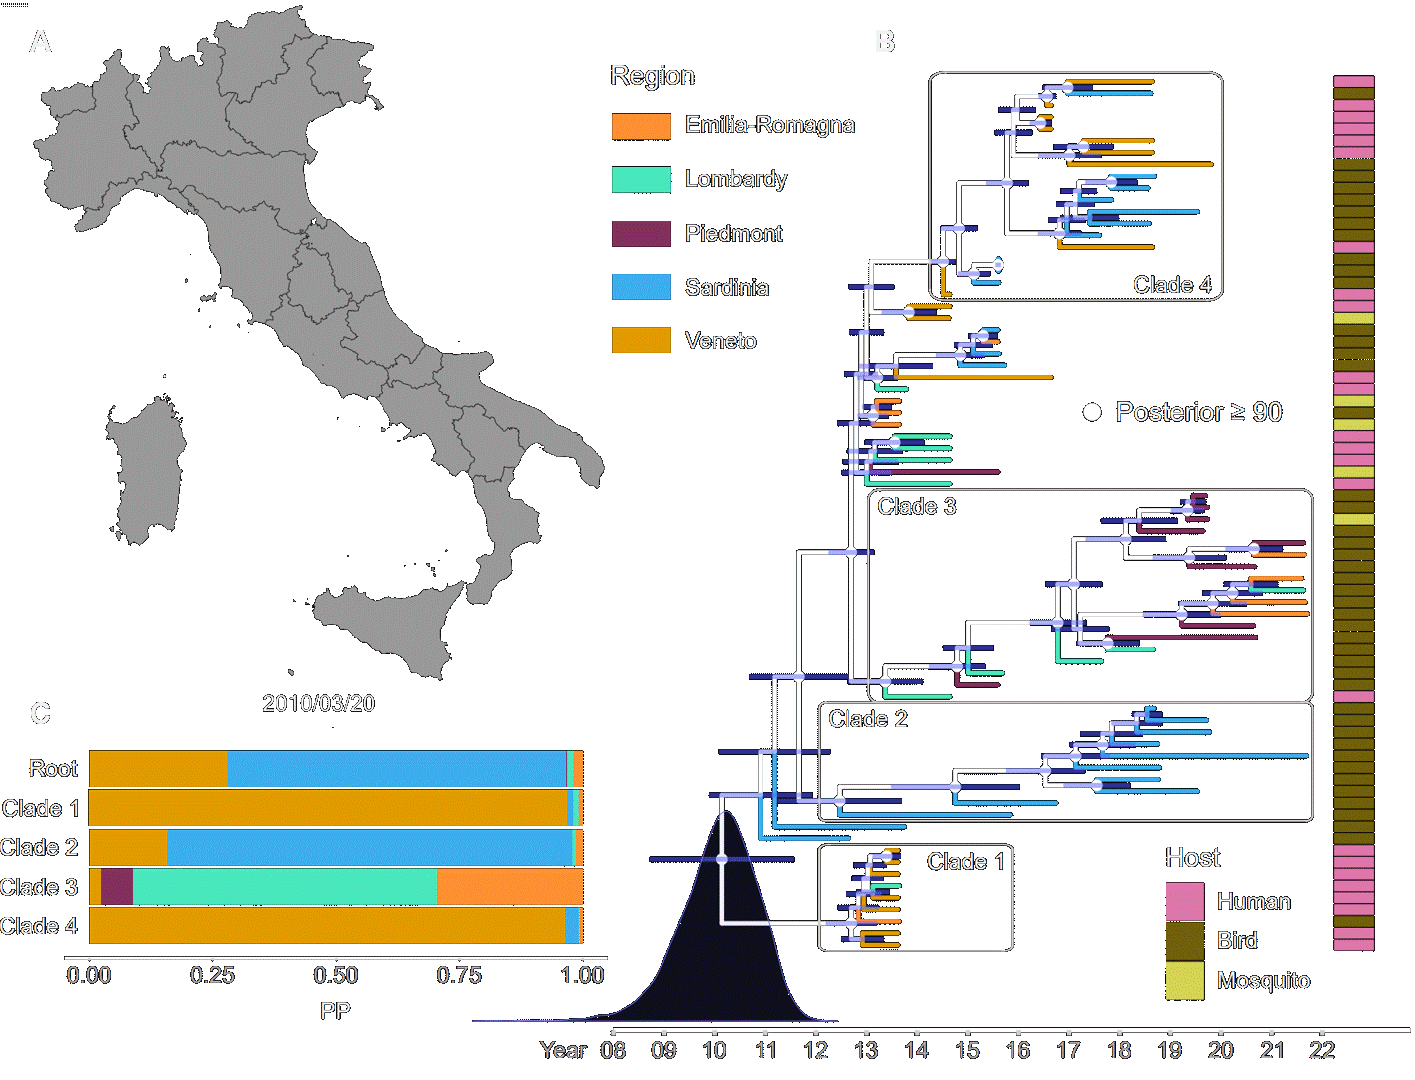 A
B
Region
Emilia-Romagna
Lombardy
Piedmont
Sardinia
Veneto
Clade 4
Posterior ≥ 90
Clade 3
Clade 2
Clade 1
2010/03/20
C
Root
Clade 1
Clade 2
Clade 3
Clade 4
0.00 0.25 0.50 0.75 1.00
PP
Host
Human
Bird
Mosquito
Year 08 09 10 11 12 13 14 15 16 17 18 19 20 21 22